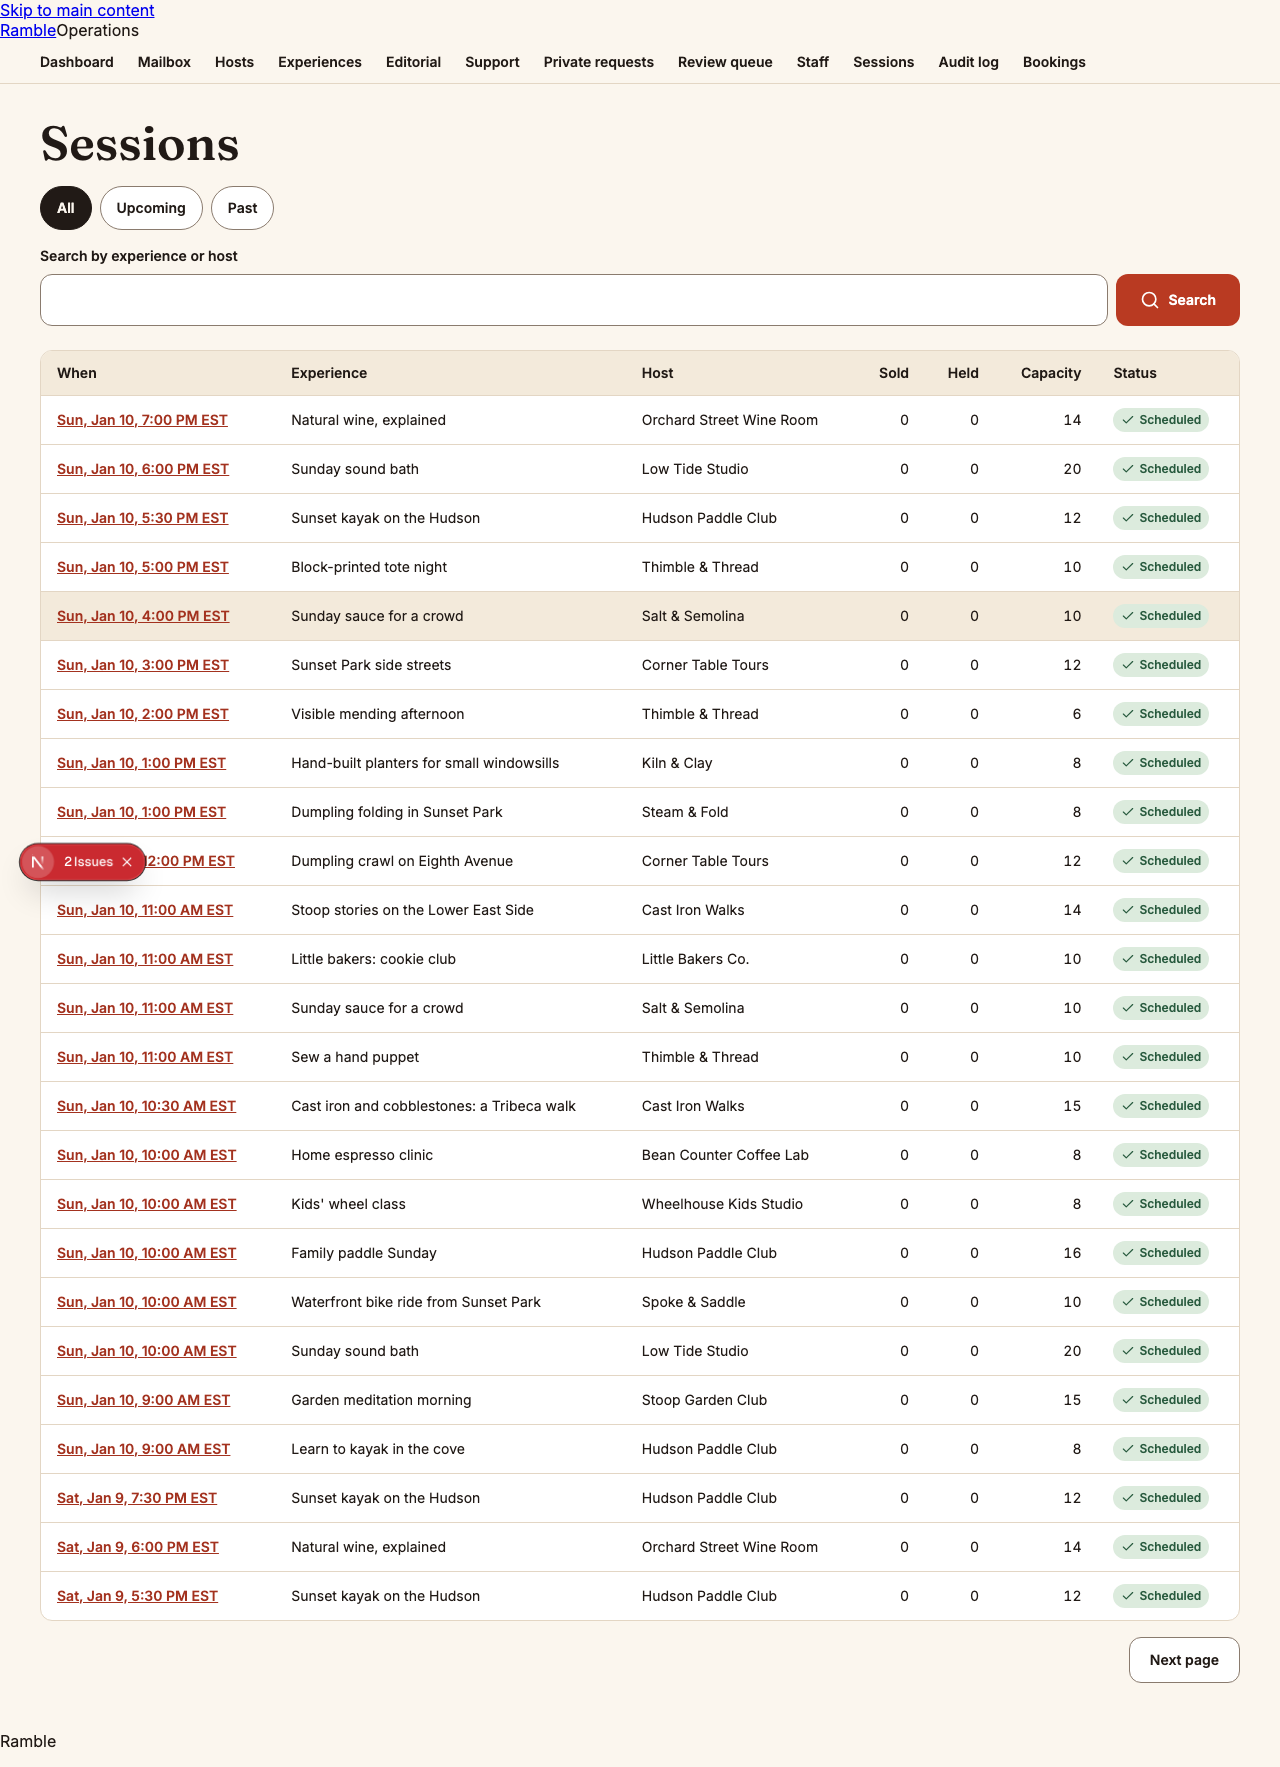 Skip to main content
RambleOperations
Dashboard Mailbox Hosts Experiences Editorial Support Private requests Review queue Staff Sessions Audit log Bookings
Sessions
All Upcoming Past
Search by experience or host
Search
When Experience Host Sold Held Capacity Status
Sun, Jan 10, 7:00 PM EST Natural wine, explained Orchard Street Wine Room 0 0 14 Scheduled
Sun, Jan 10, 6:00 PM EST Sunday sound bath Low Tide Studio 0 0 20 Scheduled
Sun, Jan 10, 5:30 PM EST Sunset kayak on the Hudson Hudson Paddle Club 0 0 12 Scheduled
Sun, Jan 10, 5:00 PM EST Block-printed tote night Thimble & Thread 0 0 10 Scheduled
Sun, Jan 10, 4:00 PM EST Sunday sauce for a crowd Salt & Semolina 0 0 10 Scheduled
Sun, Jan 10, 3:00 PM EST Sunset Park side streets Corner Table Tours 0 0 12 Scheduled
Sun, Jan 10, 2:00 PM EST Visible mending afternoon Thimble & Thread 0 0 6 Scheduled
Sun, Jan 10, 1:00 PM EST Hand-built planters for small windowsills Kiln & Clay 0 0 8 Scheduled
Sun, Jan 10, 1:00 PM EST Dumpling folding in Sunset Park Steam & Fold 0 0 8 Scheduled
2 Issues 12:00 PM EST Dumpling crawl on Eighth Avenue Corner Table Tours 0 0 12 Scheduled
Sun, Jan 10, 11:00 AM EST Stoop stories on the Lower East Side Cast Iron Walks 0 0 14 Scheduled
Sun, Jan 10, 11:00 AM EST Little bakers: cookie club Little Bakers Co. 0 0 10 Scheduled
Sun, Jan 10, 11:00 AM EST Sunday sauce for a crowd Salt & Semolina 0 0 10 Scheduled
Sun, Jan 10, 11:00 AM EST Sew a hand puppet Thimble & Thread 0 0 10 Scheduled
Sun, Jan 10, 10:30 AM EST Cast iron and cobblestones: a Tribeca walk Cast Iron Walks 0 0 15 Scheduled
Sun, Jan 10, 10:00 AM EST Home espresso clinic Bean Counter Coffee Lab 0 0 8 Scheduled
Sun, Jan 10, 10:00 AM EST Kids' wheel class Wheelhouse Kids Studio 0 0 8 Scheduled
Sun, Jan 10, 10:00 AM EST Family paddle Sunday Hudson Paddle Club 0 0 16 Scheduled
Sun, Jan 10, 10:00 AM EST Waterfront bike ride from Sunset Park Spoke & Saddle 0 0 10 Scheduled
Sun, Jan 10, 10:00 AM EST Sunday sound bath Low Tide Studio 0 0 20 Scheduled
Sun, Jan 10, 9:00 AM EST Garden meditation morning Stoop Garden Club 0 0 15 Scheduled
Sun, Jan 10, 9:00 AM EST Learn to kayak in the cove Hudson Paddle Club 0 0 8 Scheduled
Sat, Jan 9, 7:30 PM EST Sunset kayak on the Hudson Hudson Paddle Club 0 0 12 Scheduled
Sat, Jan 9, 6:00 PM EST Natural wine, explained Orchard Street Wine Room 0 0 14 Scheduled
Sat, Jan 9, 5:30 PM EST Sunset kayak on the Hudson Hudson Paddle Club 0 0 12 Scheduled
Next page
Ramble